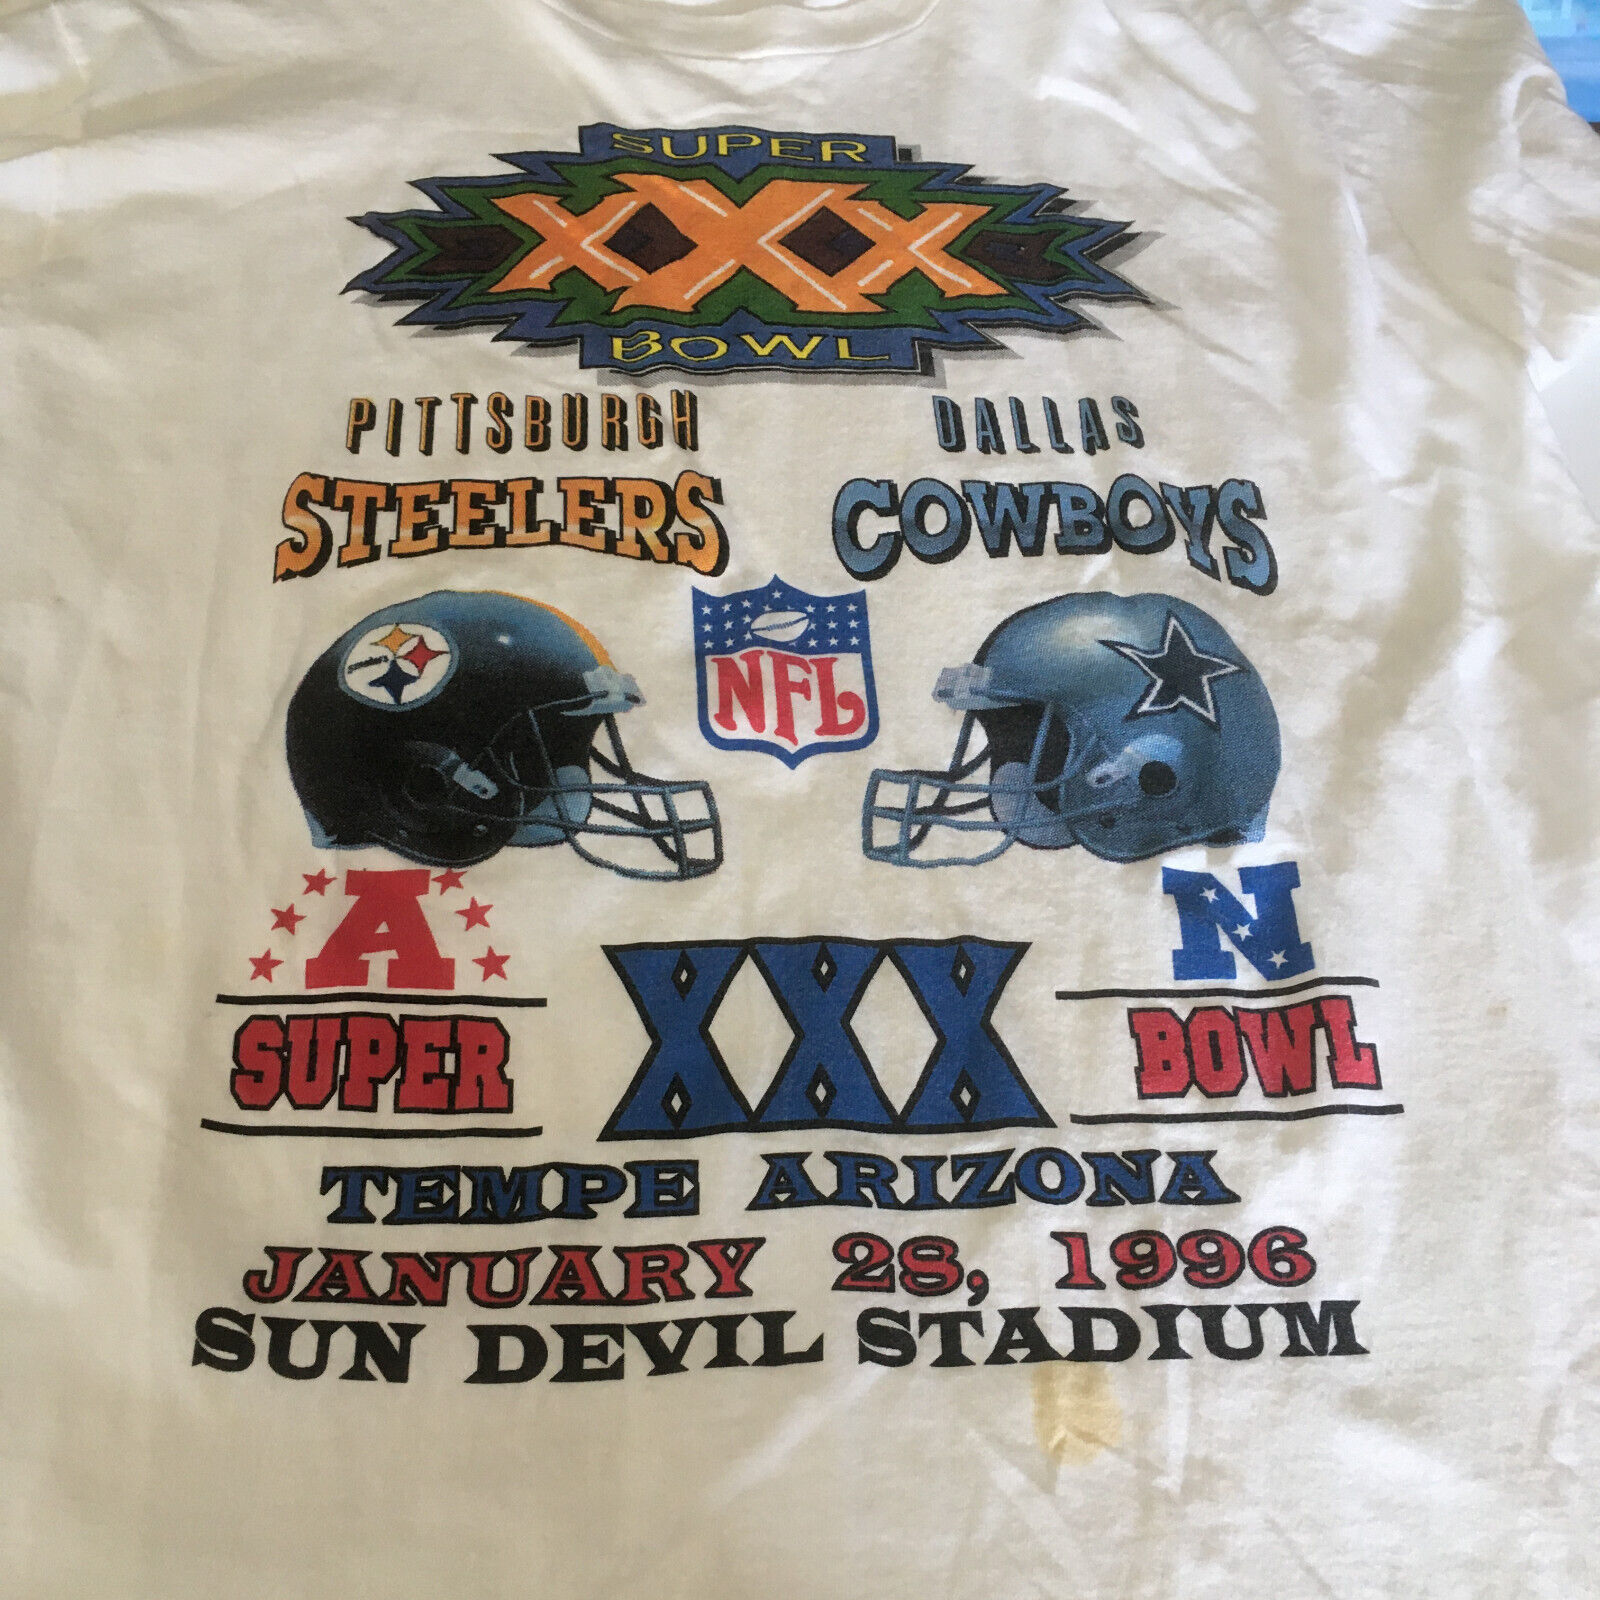 SUPER
XXX
BOWL
PITTSBURGH DALLAS
STEELERS COWBOYS
NFL
A N
SUPER XXX BOWL
TEMPE ARIZONA
JANUARY 28, 1996
SUN DEVIL STADIUM